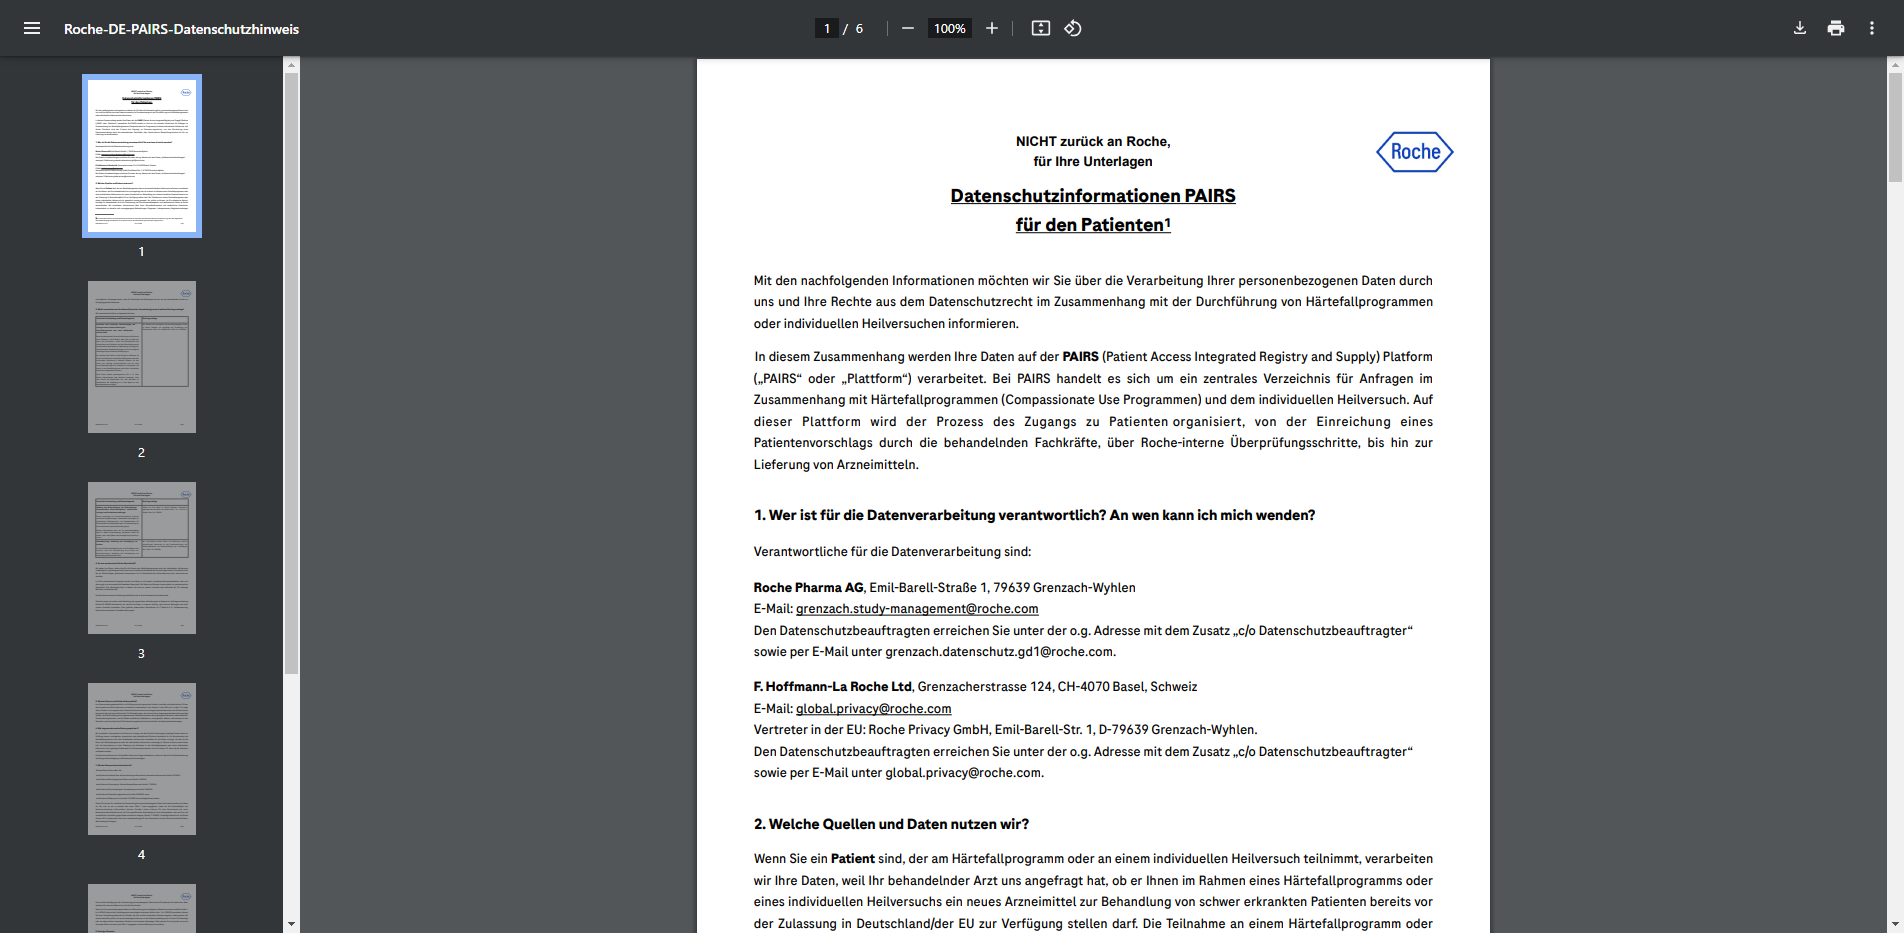 Roche-DE-PAIRS-Datenschutzhinweis
1 / 6
100%
1
2
3
4
NICHT zurück an Roche,
für Ihre Unterlagen
Roche
Datenschutzinformationen PAIRS
für den Patienten¹
Mit den nachfolgenden Informationen möchten wir Sie über die Verarbeitung Ihrer personenbezogenen Daten durch
uns und Ihre Rechte aus dem Datenschutzrecht im Zusammenhang mit der Durchführung von Härtefallprogrammen
oder individuellen Heilversuchen informieren.
In diesem Zusammenhang werden Ihre Daten auf der PAIRS (Patient Access Integrated Registry and Supply) Platform
(„PAIRS“ oder „Plattform“) verarbeitet. Bei PAIRS handelt es sich um ein zentrales Verzeichnis für Anfragen im
Zusammenhang mit Härtefallprogrammen (Compassionate Use Programmen) und dem individuellen Heilversuch. Auf
dieser Plattform wird der Prozess des Zugangs zu Patienten organisiert, von der Einreichung eines
Patientenvorschlags durch die behandelnden Fachkräfte, über Roche-interne Überprüfungsschritte, bis hin zur
Lieferung von Arzneimitteln.
1. Wer ist für die Datenverarbeitung verantwortlich? An wen kann ich mich wenden?
Verantwortliche für die Datenverarbeitung sind:
Roche Pharma AG, Emil-Barell-Straße 1, 79639 Grenzach-Wyhlen
E-Mail: grenzach.study-management@roche.com
Den Datenschutzbeauftragten erreichen Sie unter der o.g. Adresse mit dem Zusatz „c/o Datenschutzbeauftragter“
sowie per E-Mail unter grenzach.datenschutz.gd1@roche.com.
F. Hoffmann-La Roche Ltd, Grenzacherstrasse 124, CH-4070 Basel, Schweiz
E-Mail: global.privacy@roche.com
Vertreter in der EU: Roche Privacy GmbH, Emil-Barell-Str. 1, D-79639 Grenzach-Wyhlen.
Den Datenschutzbeauftragten erreichen Sie unter der o.g. Adresse mit dem Zusatz „c/o Datenschutzbeauftragter“
sowie per E-Mail unter global.privacy@roche.com.
2. Welche Quellen und Daten nutzen wir?
Wenn Sie ein Patient sind, der am Härtefallprogramm oder an einem individuellen Heilversuch teilnimmt, verarbeiten
wir Ihre Daten, weil Ihr behandelnder Arzt uns angefragt hat, ob er Ihnen im Rahmen eines Härtefallprogramms oder
eines individuellen Heilversuchs ein neues Arzneimittel zur Behandlung von schwer erkrankten Patienten bereits vor
der Zulassung in Deutschland/der EU zur Verfügung stellen darf. Die Teilnahme an einem Härtefallprogramm oder